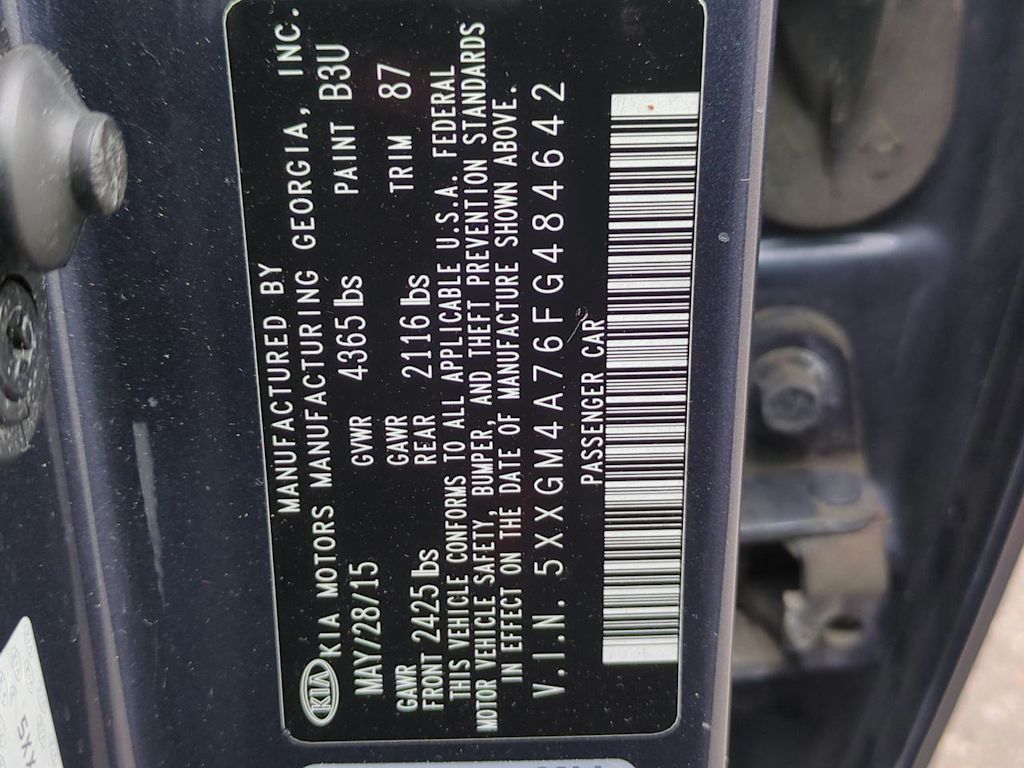 MANUFACTURED BY
KIA KIA MOTORS MANUFACTURING GEORGIA, INC.
MAY/28/15 GVWR 4365 lbs PAINT B3U
GAWR FRONT 2425 lbs GAWR REAR 2116 lbs TRIM 87
THIS VEHICLE CONFORMS TO ALL APPLICABLE U.S.A. FEDERAL
MOTOR VEHICLE SAFETY, BUMPER, AND THEFT PREVENTION STANDARDS
IN EFFECT ON THE DATE OF MANUFACTURE SHOWN ABOVE.
V.I.N. 5XXGM4A76FG484642
PASSENGER CAR